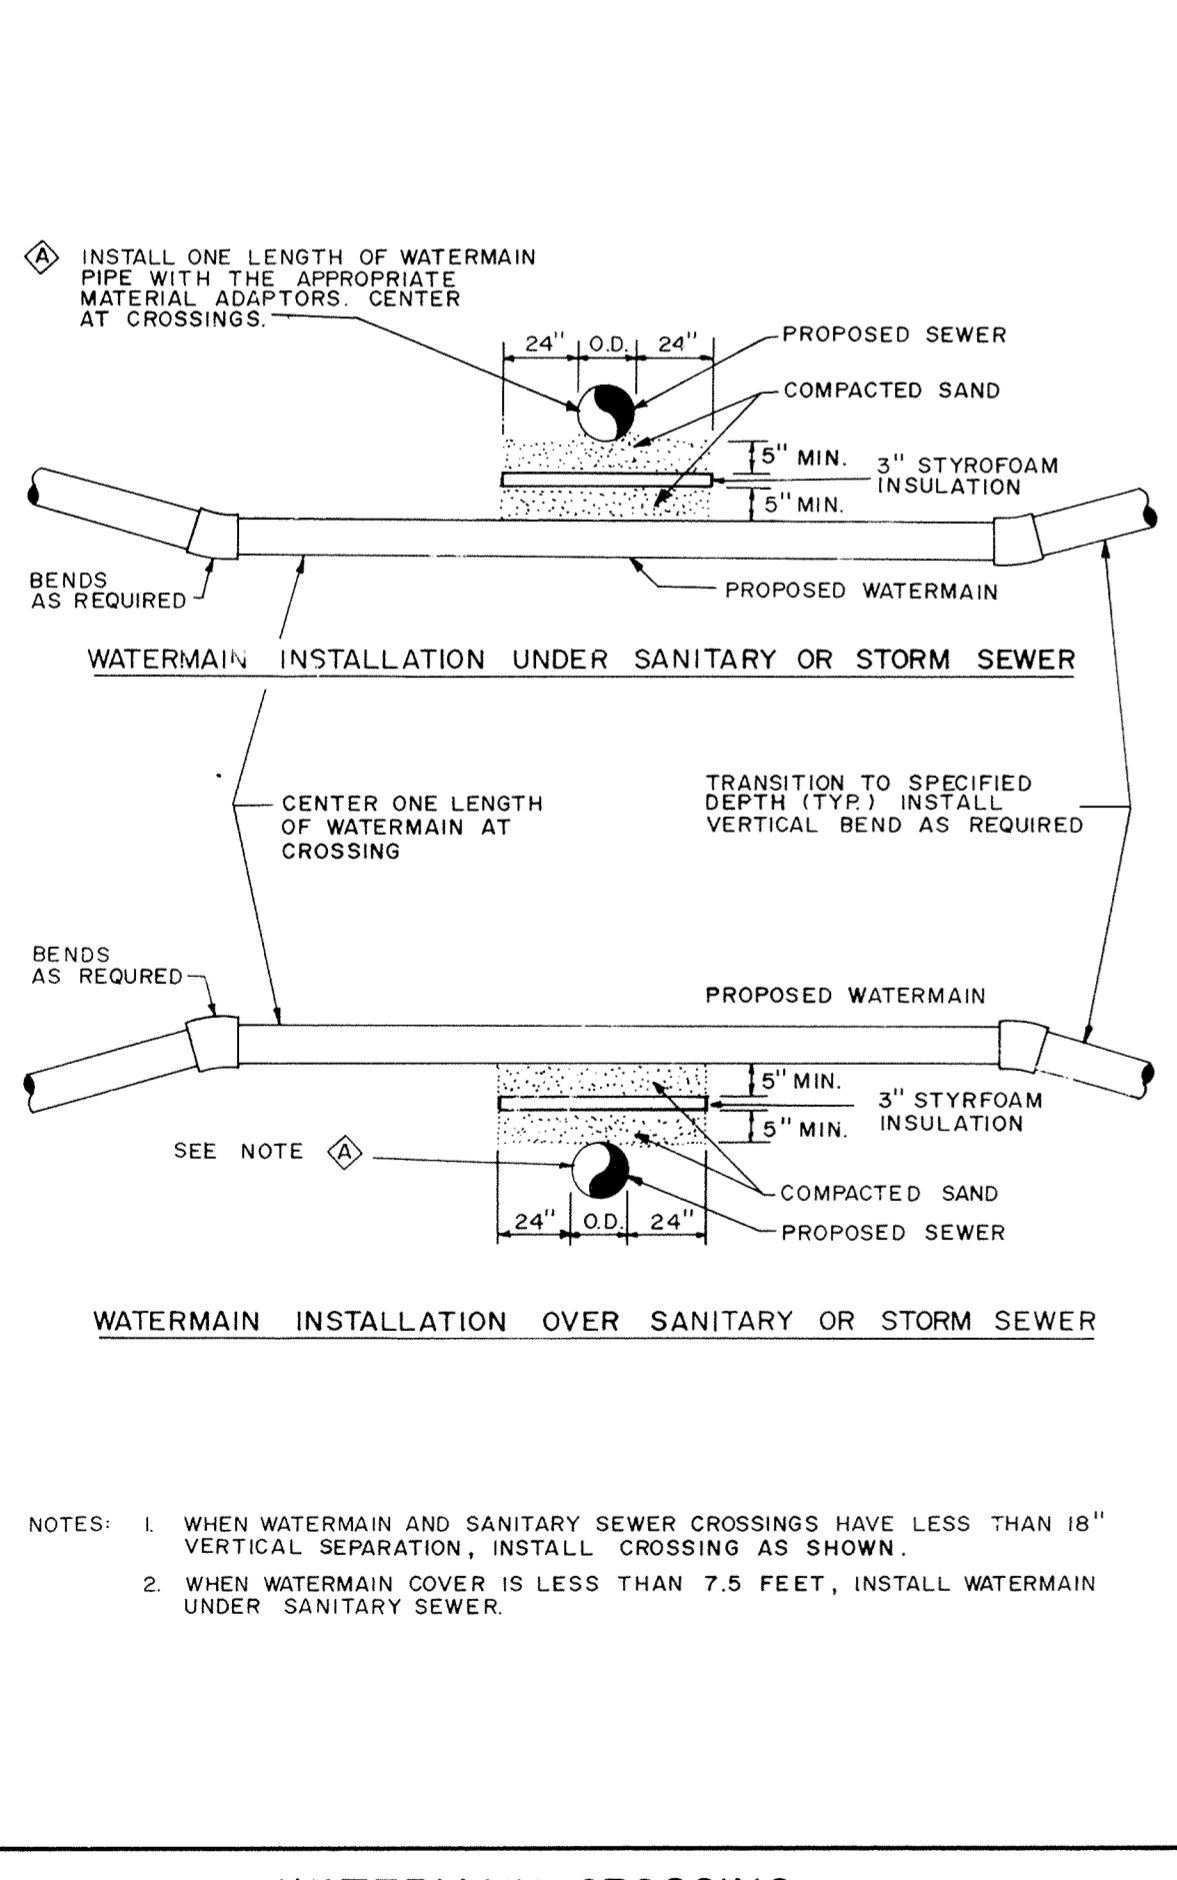 A INSTALL ONE LENGTH OF WATERMAIN
PIPE WITH THE APPROPRIATE
MATERIAL ADAPTORS. CENTER
AT CROSSINGS.
24" O.D. 24"
PROPOSED SEWER
COMPACTED SAND
5" MIN.
3" STYROFOAM
INSULATION
5" MIN.
BENDS
AS REQUIRED
PROPOSED WATERMAIN
WATERMAIN INSTALLATION UNDER SANITARY OR STORM SEWER
CENTER ONE LENGTH
OF WATERMAIN AT
CROSSING
TRANSITION TO SPECIFIED
DEPTH (TYP.) INSTALL
VERTICAL BEND AS REQUIRED
BENDS
AS REQURED
PROPOSED WATERMAIN
5" MIN.
3" STYRFOAM
INSULATION
5" MIN.
SEE NOTE A
COMPACTED SAND
24" O.D. 24"
PROPOSED SEWER
WATERMAIN INSTALLATION OVER SANITARY OR STORM SEWER
NOTES: 1. WHEN WATERMAIN AND SANITARY SEWER CROSSINGS HAVE LESS THAN 18"
VERTICAL SEPARATION, INSTALL CROSSING AS SHOWN.
2. WHEN WATERMAIN COVER IS LESS THAN 7.5 FEET, INSTALL WATERMAIN
UNDER SANITARY SEWER.